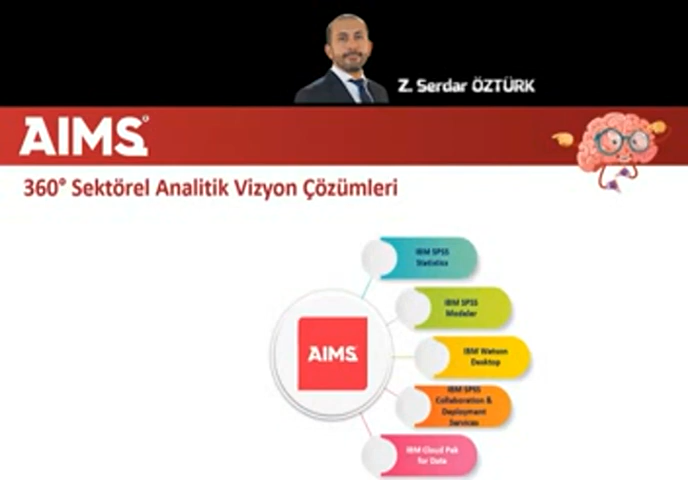 Z. Serdar ÖZTÜRK
AIMS
360° Sektörel Analitik Vizyon Çözümleri
IBM SPSS
Statistics
IBM SPSS
Modeler
AIMS
IBM Watson
Desktop
IBM SPSS
Collaboration &
Deployment
Services
IBM Cloud Pak
for Data